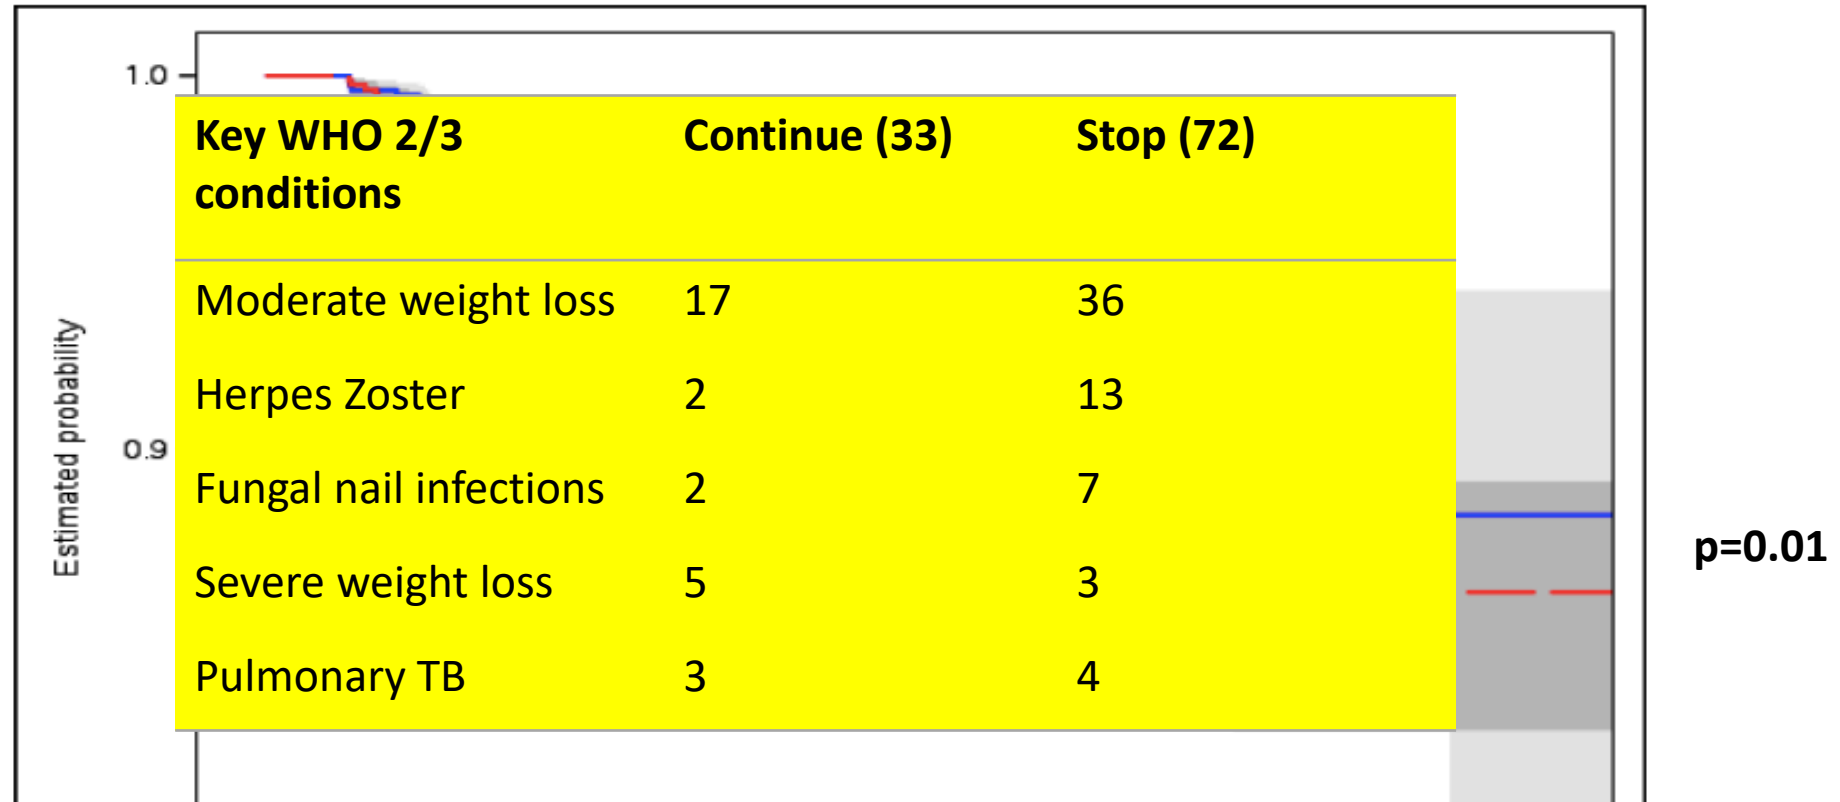 1.0
Key WHO 2/3 Continue (33) Stop (72)
conditions
Moderate weight loss 17 36
Herpes Zoster 2 13
Estimated probability
0.9
Fungal nail infections 2 7
p=0.01
Severe weight loss 5 3
Pulmonary TB 3 4